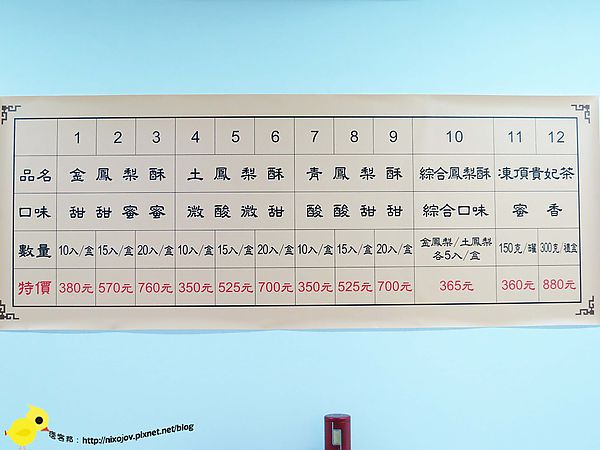 1 2 3 4 5 6 7 8 9 10 11 12
品名 金鳳梨酥 土鳳梨酥 青鳳梨酥 綜合鳳梨酥 凍頂貴妃茶
口味 甜甜蜜蜜 微酸微甜 酸酸甜甜 綜合口味 蜜香
數量 10入/盒 15入/盒 20入/盒 10入/盒 15入/盒 20入/盒 10入/盒 15入/盒 20入/盒 金鳳梨/土鳳梨 各5入/盒 150克/罐 300克/禮盒
特價 380元 570元 760元 350元 525元 700元 350元 525元 700元 365元 360元 880元
痞客邦：http://nixojov.pixnet.net/blog